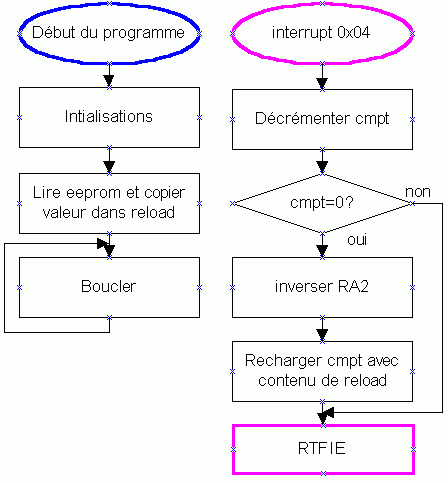 Début du programme
Intialisations
Lire eeprom et copier
valeur dans reload
Boucler
interrupt 0x04
Décrémenter cmpt
cmpt=0?
non
oui
inverser RA2
Recharger cmpt avec
contenu de reload
RTFIE